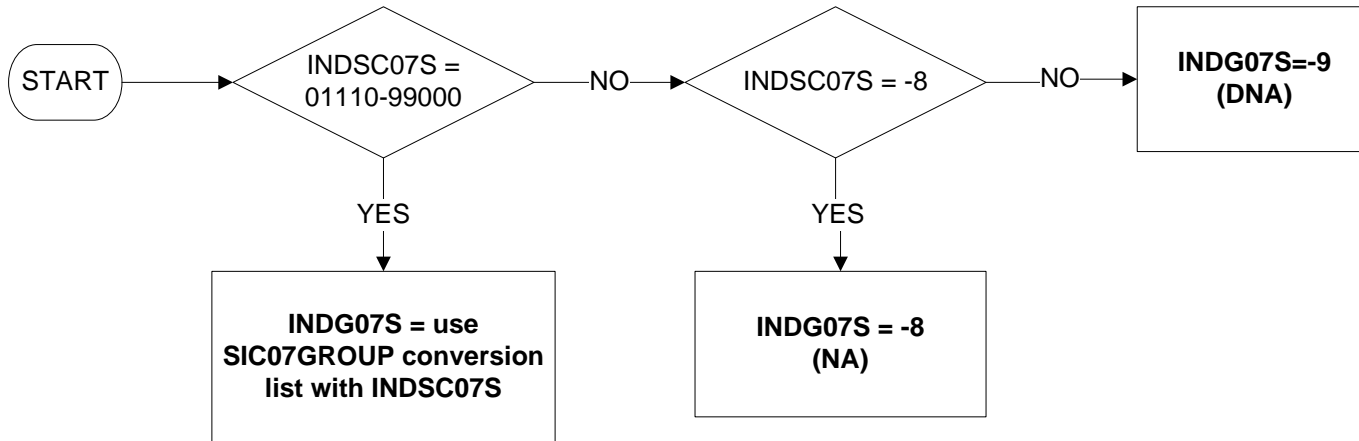 START
INDSC07S =
01110-99000
NO
INDSC07S = -8
NO
INDG07S=-9
(DNA)
YES
YES
INDG07S = use
SIC07GROUP conversion
list with INDSC07S
INDG07S = -8
(NA)